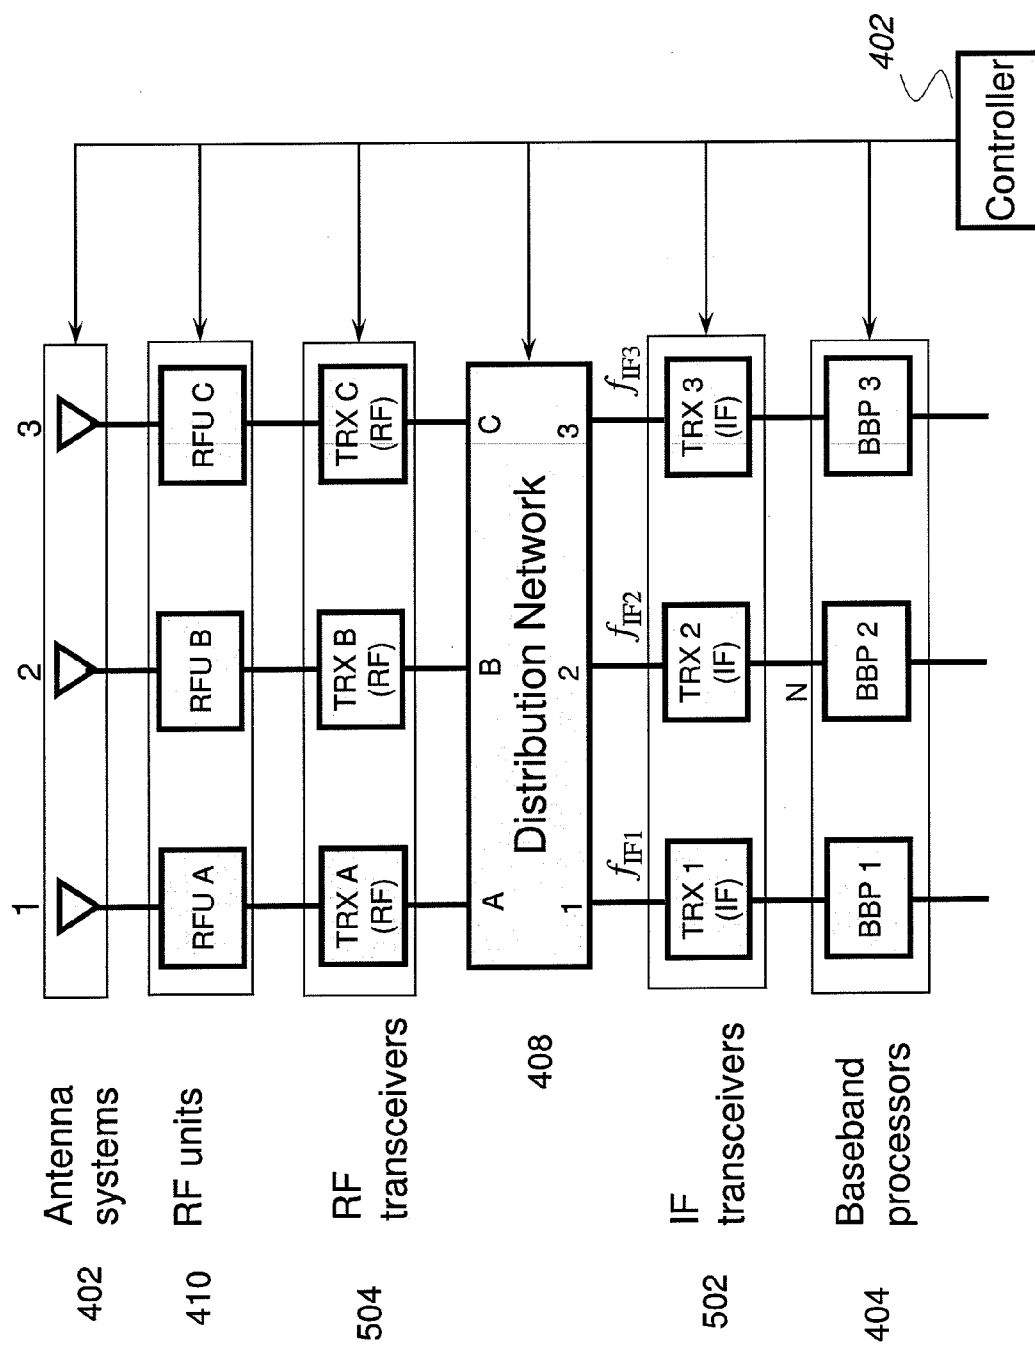 402
Antenna
systems
1
2
3
410
RF units
RFU A
RFU B
RFU C
504
RF
transceivers
TRX A
(RF)
TRX B
(RF)
TRX C
(RF)
408
A
B
C
Distribution Network
1
2
3
fIF1
fIF2
fIF3
502
IF
transceivers
TRX 1
(IF)
TRX 2
(IF)
TRX 3
(IF)
N
404
Baseband
processors
BBP 1
BBP 2
BBP 3
402
Controller